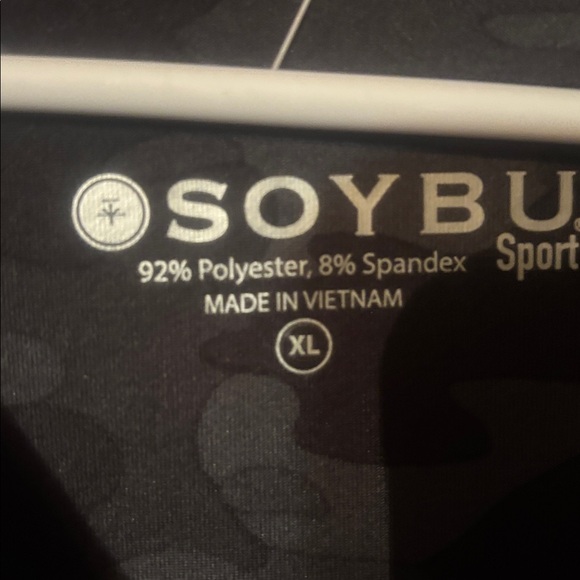 SOYBU®
Sport
92% Polyester, 8% Spandex
MADE IN VIETNAM
XL